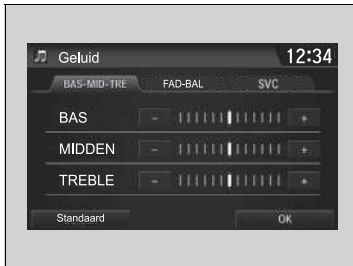 Geluid 12:34
BAS-MID-TRE FAD-BAL SVC
BAS - +
MIDDEN - +
TREBLE - +
Standaard OK